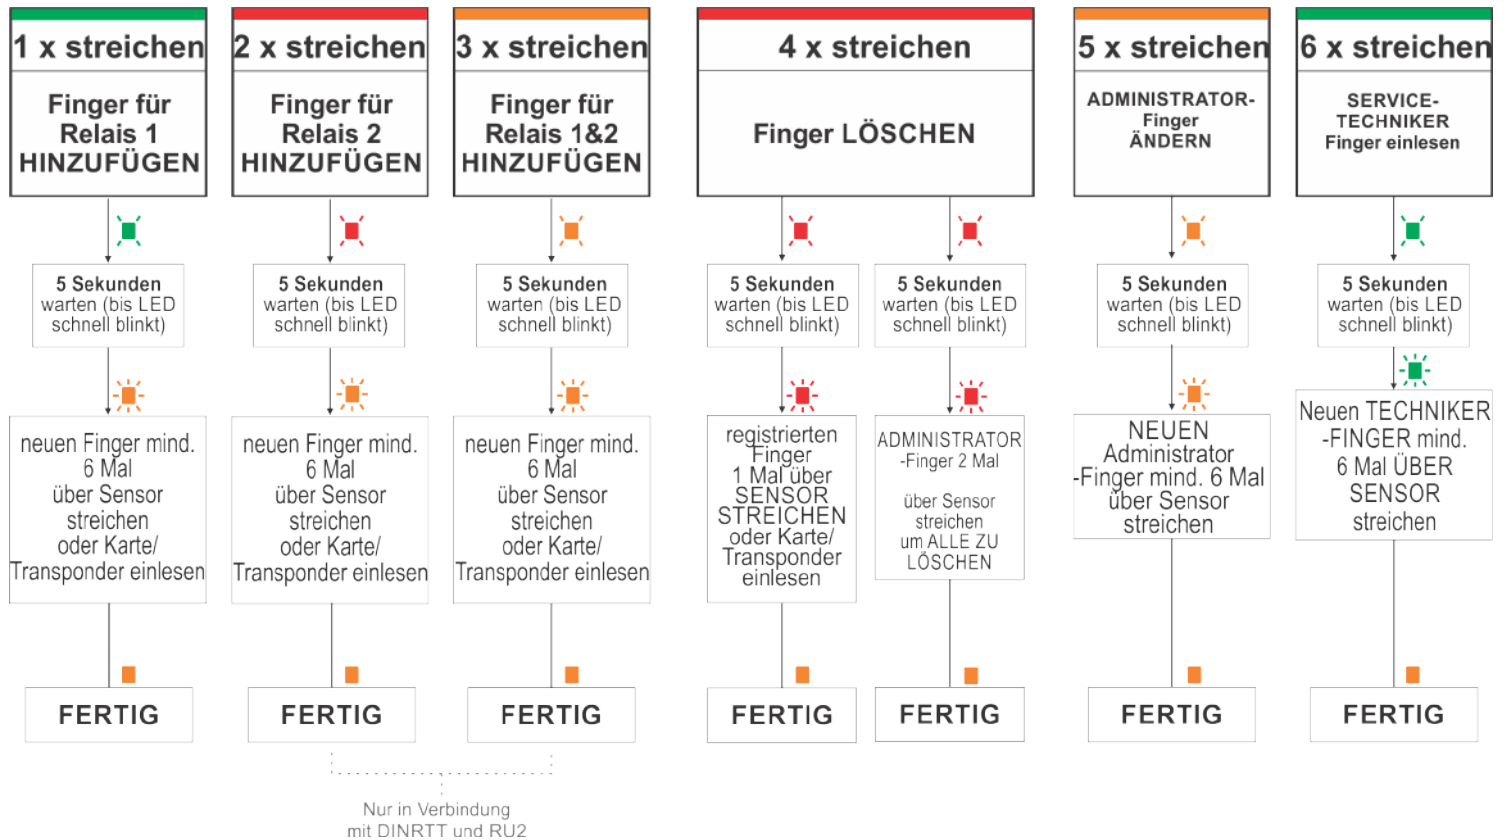 1 x streichen
Finger für
Relais 1
HINZUFÜGEN
5 Sekunden
warten (bis LED
schnell blinkt)
neuen Finger mind.
6 Mal
über Sensor
streichen
oder Karte/
Transponder einlesen
FERTIG
2 x streichen
Finger für
Relais 2
HINZUFÜGEN
5 Sekunden
warten (bis LED
schnell blinkt)
neuen Finger mind.
6 Mal
über Sensor
streichen
oder Karte/
Transponder einlesen
FERTIG
3 x streichen
Finger für
Relais 1&2
HINZUFÜGEN
5 Sekunden
warten (bis LED
schnell blinkt)
neuen Finger mind.
6 Mal
über Sensor
streichen
oder Karte/
Transponder einlesen
FERTIG
Nur in Verbindung
mit DINRTT und RU2
4 x streichen
Finger LÖSCHEN
5 Sekunden
warten (bis LED
schnell blinkt)
registrierten
Finger
1 Mal über
SENSOR
STREICHEN
oder Karte/
Transponder
einlesen
FERTIG
5 Sekunden
warten (bis LED
schnell blinkt)
ADMINISTRATOR
-Finger 2 Mal
über Sensor
streichen
um ALLE ZU
LÖSCHEN
FERTIG
5 x streichen
ADMINISTRATOR-
Finger
ÄNDERN
5 Sekunden
warten (bis LED
schnell blinkt)
NEUEN
Administrator
-Finger mind. 6 Mal
über Sensor
streichen
FERTIG
6 x streichen
SERVICE-
TECHNIKER
Finger einlesen
5 Sekunden
warten (bis LED
schnell blinkt)
Neuen TECHNIKER
-FINGER mind.
6 Mal ÜBER
SENSOR
streichen
FERTIG